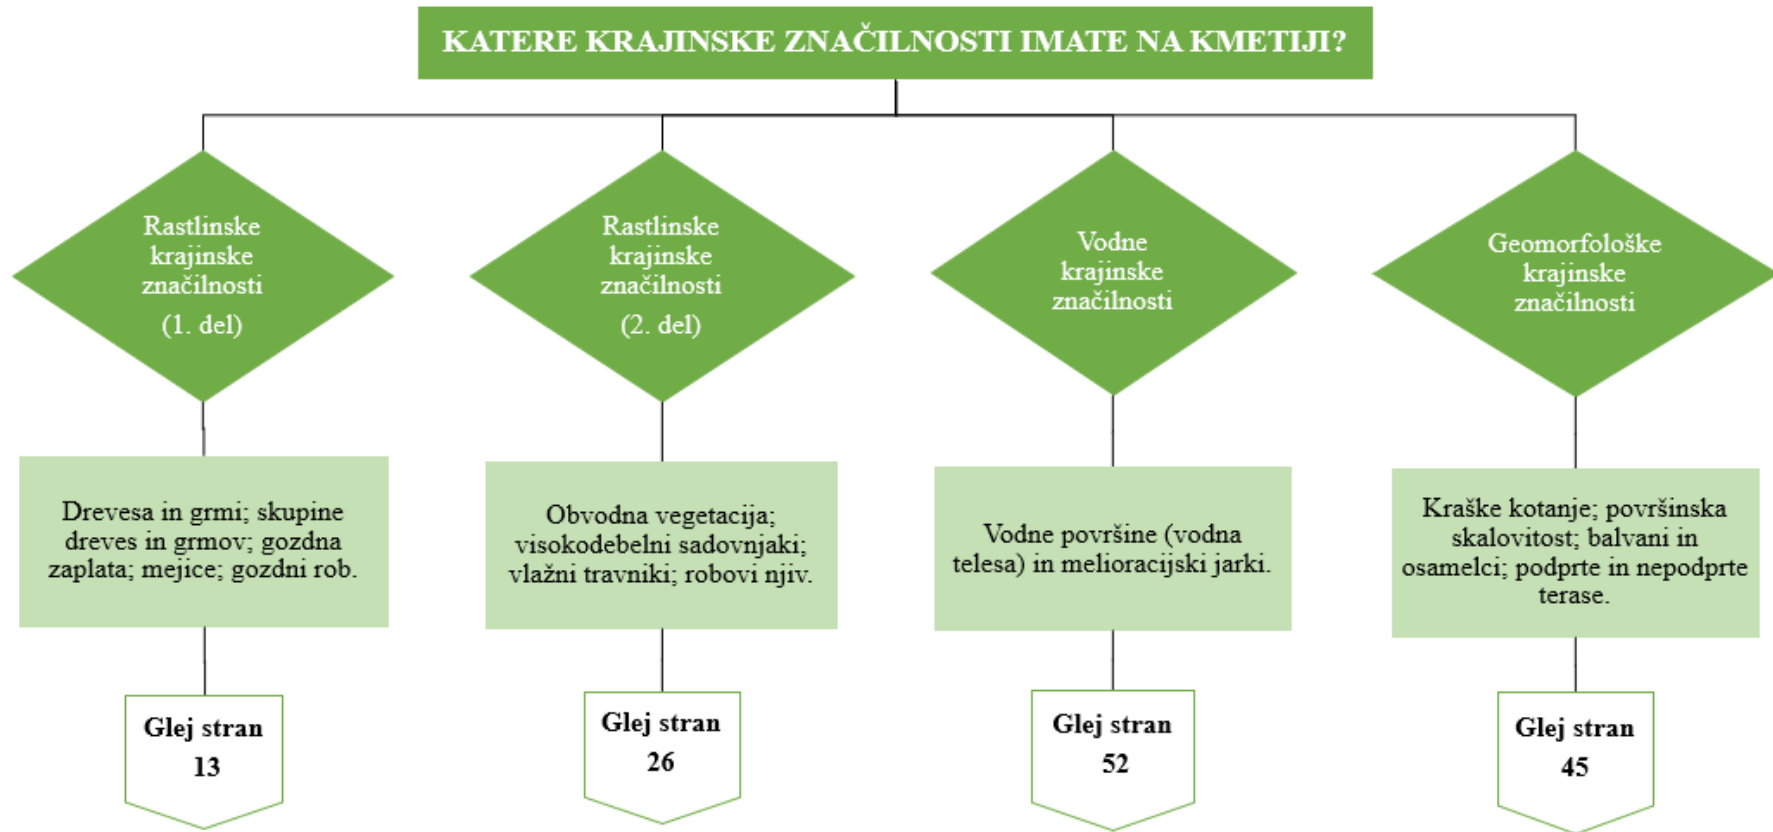 KATERE KRAJINSKE ZNAČILNOSTI IMATE NA KMETIJI?
Rastlinske
krajinske
značilnosti
(1. del)
Rastlinske
krajinske
značilnosti
(2. del)
Vodne
krajinske
značilnosti
Geomorfološke
krajinske
značilnosti
Drevesa in grmi; skupine
dreves in grmov; gozdna
zaplata; mejice; gozdni rob.
Obvodna vegetacija;
visokodebelni sadovnjaki;
vlažni travniki; robovi njiv.
Vodne površine (vodna
telesa) in melioracijski jarki.
Kraške kotanje; površinska
skalovitost; balvani in
osamelci; podprte in nepodprte
terase.
Glej stran
13
Glej stran
26
Glej stran
52
Glej stran
45